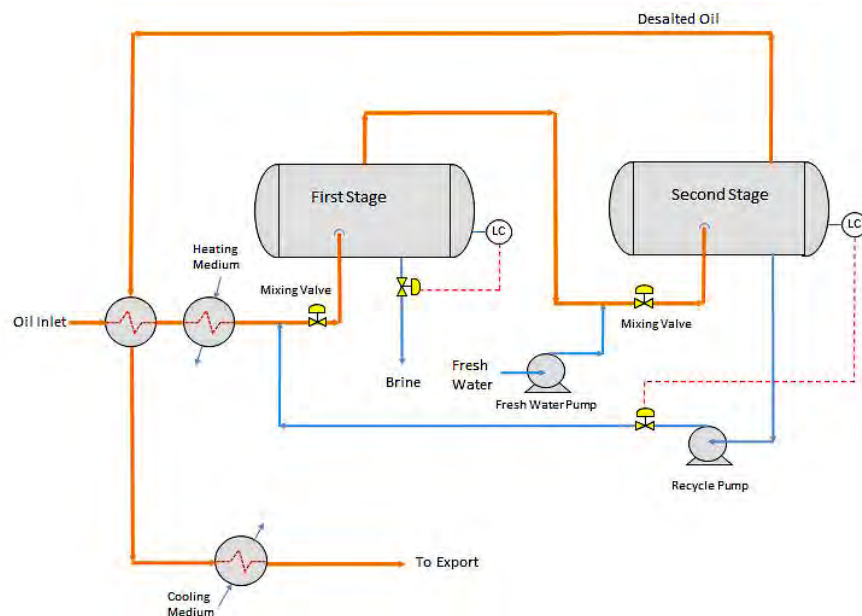 Desalted Oil
First Stage
Second Stage
LC
LC
Heating
Medium
Mixing Valve
Oil Inlet
Mixing Valve
Fresh
Water
Brine
Fresh Water Pump
Recycle Pump
To Export
Cooling
Medium